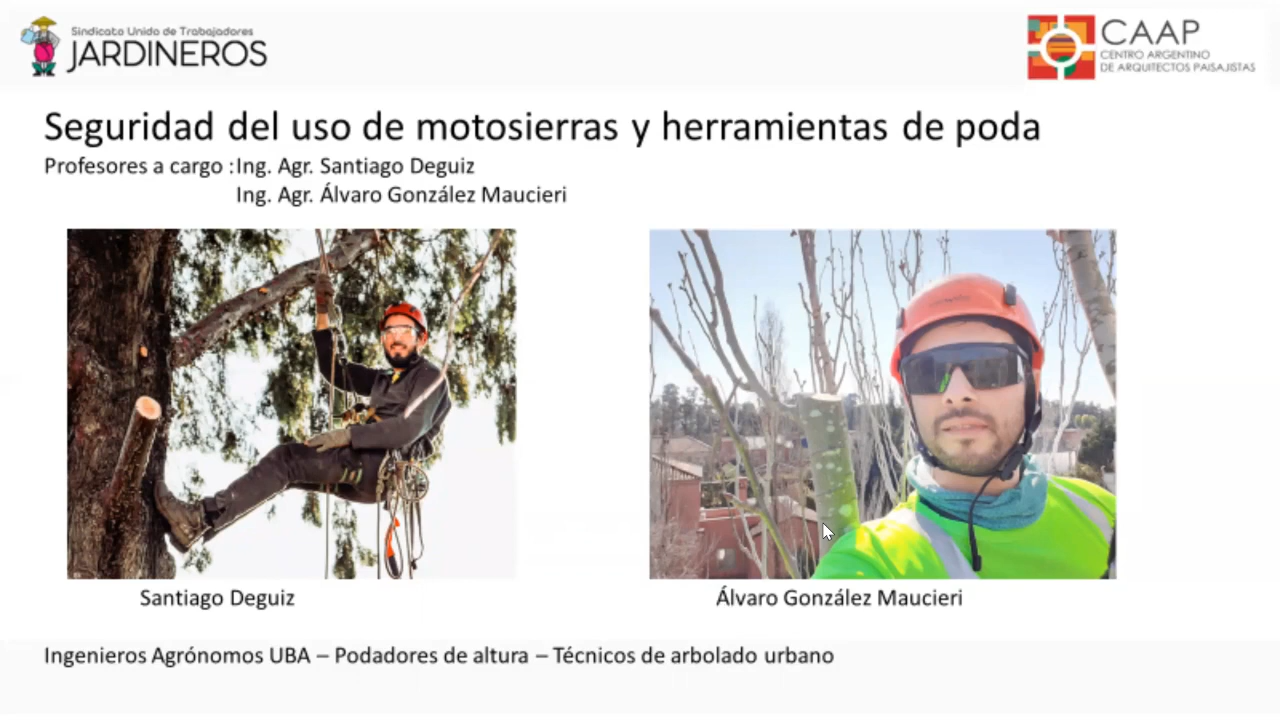 Sindicato Unido de Trabajadores
JARDINEROS
CAAP
CENTRO ARGENTINO
DE ARQUITECTOS PAISAJISTAS
Seguridad del uso de motosierras y herramientas de poda
Profesores a cargo :Ing. Agr. Santiago Deguiz
Ing. Agr. Álvaro González Maucieri
Santiago Deguiz
Álvaro González Maucieri
Ingenieros Agrónomos UBA – Podadores de altura – Técnicos de arbolado urbano